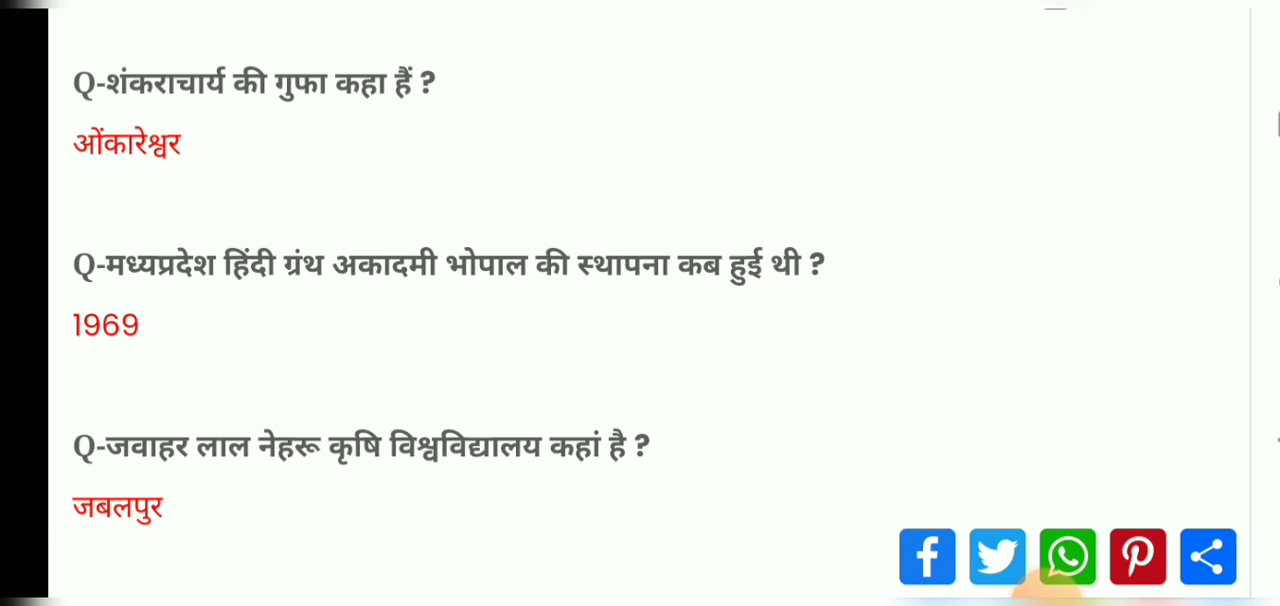 Q-शंकराचार्य की गुफा कहा हैं ?
ओंकारेश्वर
Q-मध्यप्रदेश हिंदी ग्रंथ अकादमी भोपाल की स्थापना कब हुई थी ?
1969
Q-जवाहर लाल नेहरू कृषि विश्वविद्यालय कहां है ?
जबलपुर